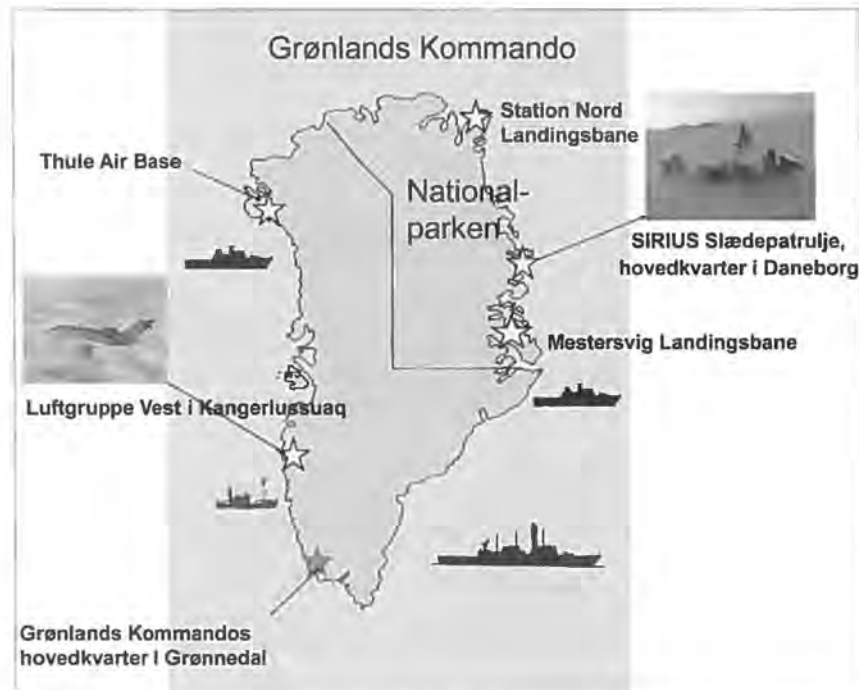 Grønlands Kommando
Station Nord
Landingsbane
Thule Air Base
National-
parken
SIRIUS Slædepatrulje,
hovedkvarter i Daneborg
Mestersvig Landingsbane
Luftgruppe Vest i Kangerlussuaq
Grønlands Kommandos
hovedkvarter I Grønnedal